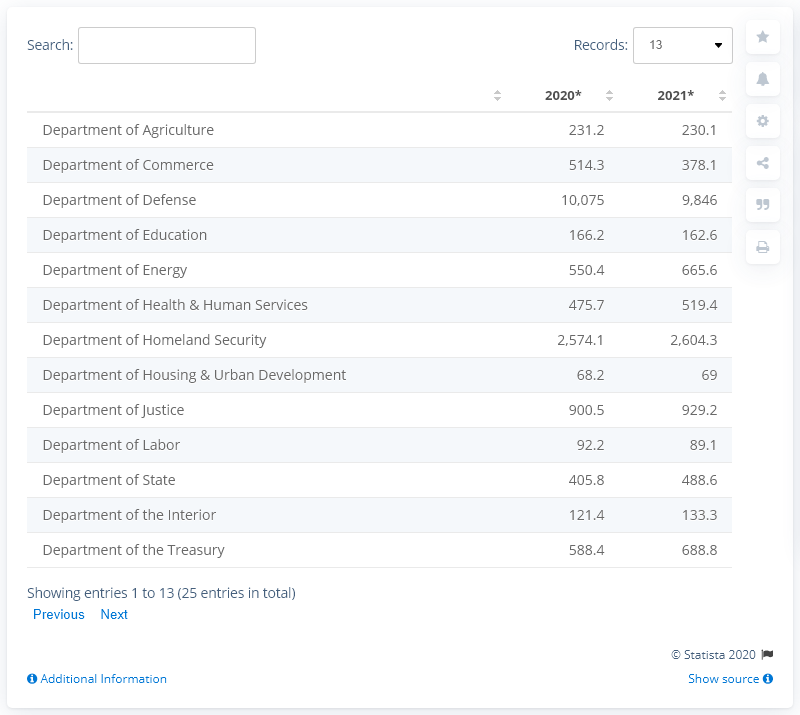 Search:
Records: 13
2020* 2021*
Department of Agriculture 231.2 230.1
Department of Commerce 514.3 378.1
Department of Defense 10,075 9,846
Department of Education 166.2 162.6
Department of Energy 550.4 665.6
Department of Health & Human Services 475.7 519.4
Department of Homeland Security 2,574.1 2,604.3
Department of Housing & Urban Development 68.2 69
Department of Justice 900.5 929.2
Department of Labor 92.2 89.1
Department of State 405.8 488.6
Department of the Interior 121.4 133.3
Department of the Treasury 588.4 688.8
Showing entries 1 to 13 (25 entries in total)
Previous Next
© Statista 2020
Additional Information Show source